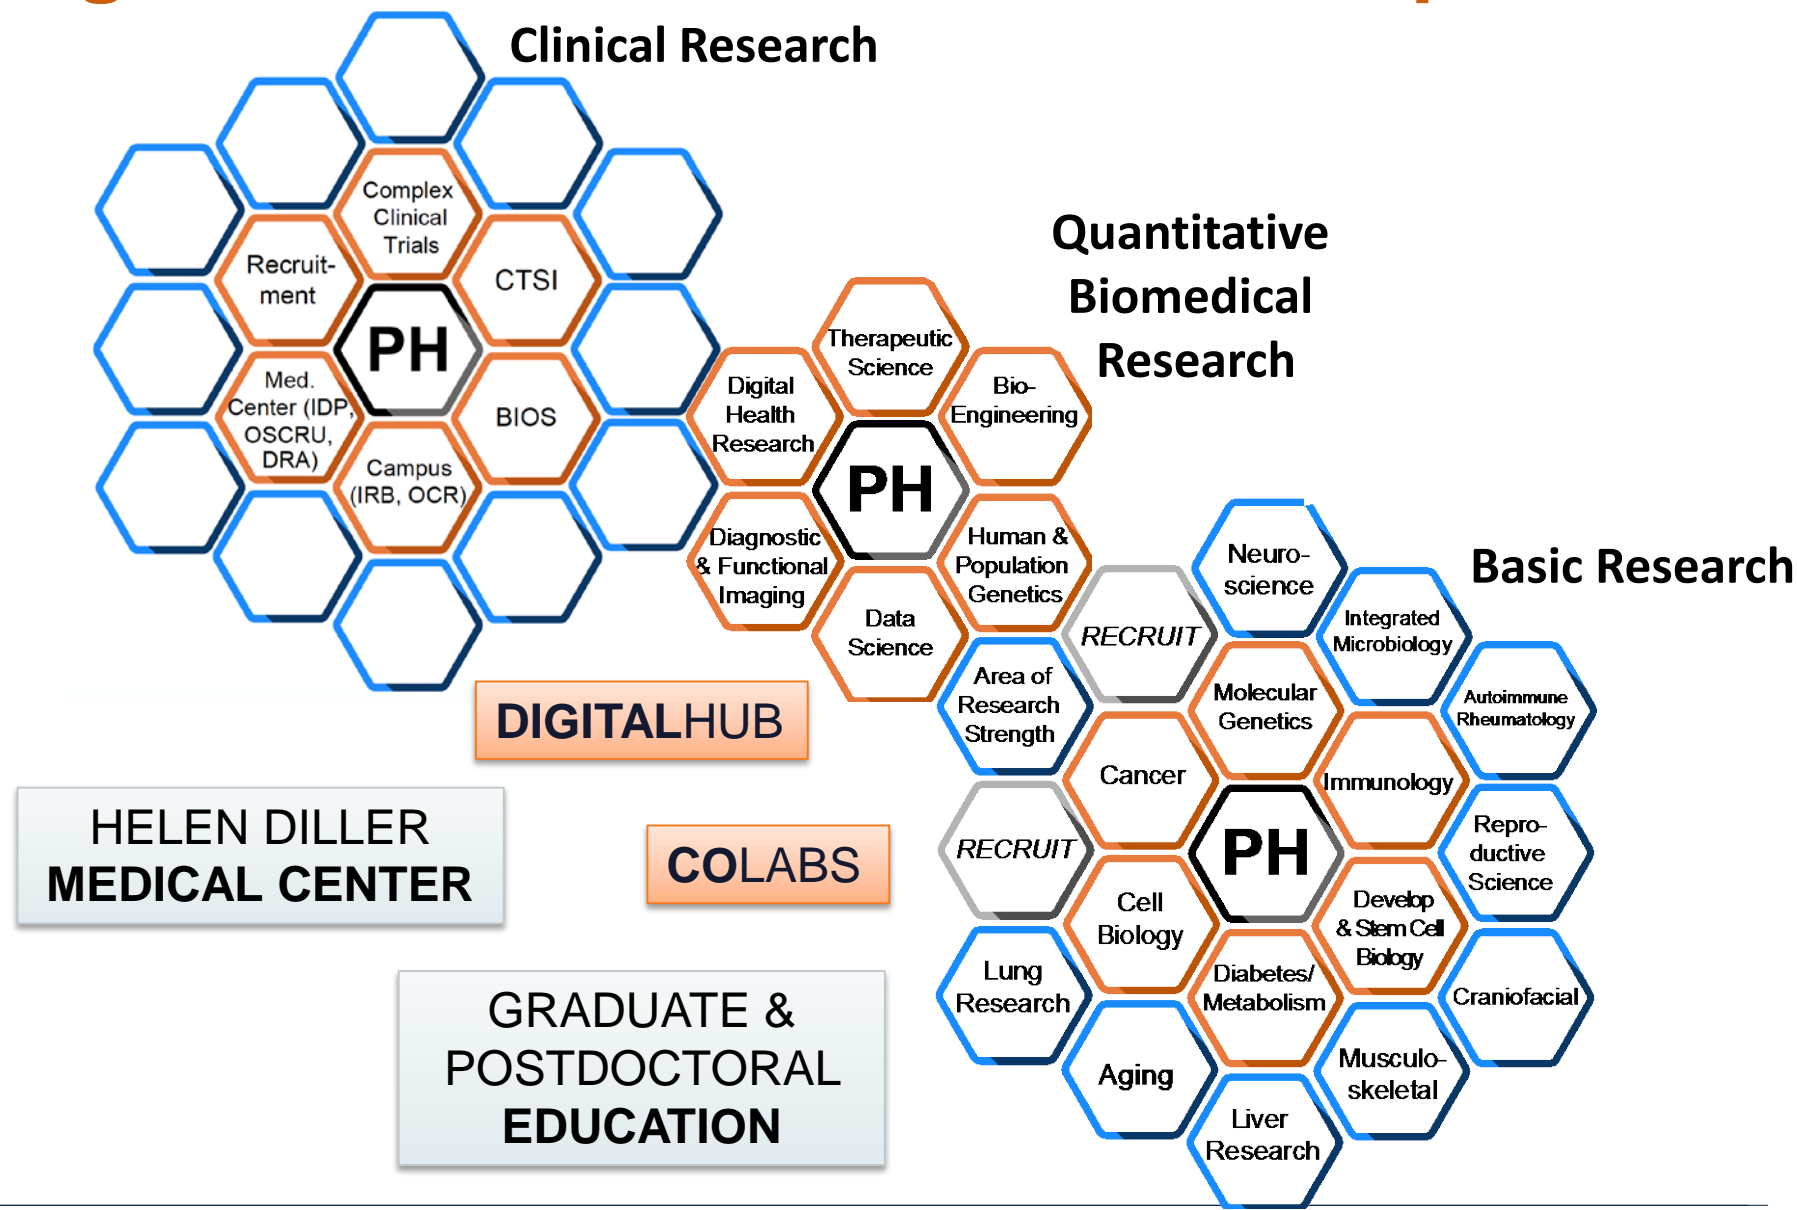 Clinical Research
Complex
Clinical
Trials
Recruit-
ment
CTSI
PH
Med.
Center (IDP,
OSCRU,
DRA)
BIOS
Campus
(IRB, OCR)
Quantitative
Biomedical
Research
Therapeutic
Science
Digital
Health
Research
Bio-
Engineering
PH
Diagnostic
& Functional
Imaging
Human &
Population
Genetics
Data
Science
Basic Research
Neuro-
science
RECRUIT
Integrated
Microbiology
Area of
Research
Strength
Molecular
Genetics
Autoimmune
Rheumatology
Cancer
Immunology
RECRUIT
PH
Repro-
ductive
Science
Cell
Biology
Develop
& Stem Cell
Biology
Lung
Research
Diabetes/
Metabolism
Craniofacial
Aging
Musculo-
skeletal
Liver
Research
DIGITALHUB
HELEN DILLER
MEDICAL CENTER
COLABS
GRADUATE &
POSTDOCTORAL
EDUCATION